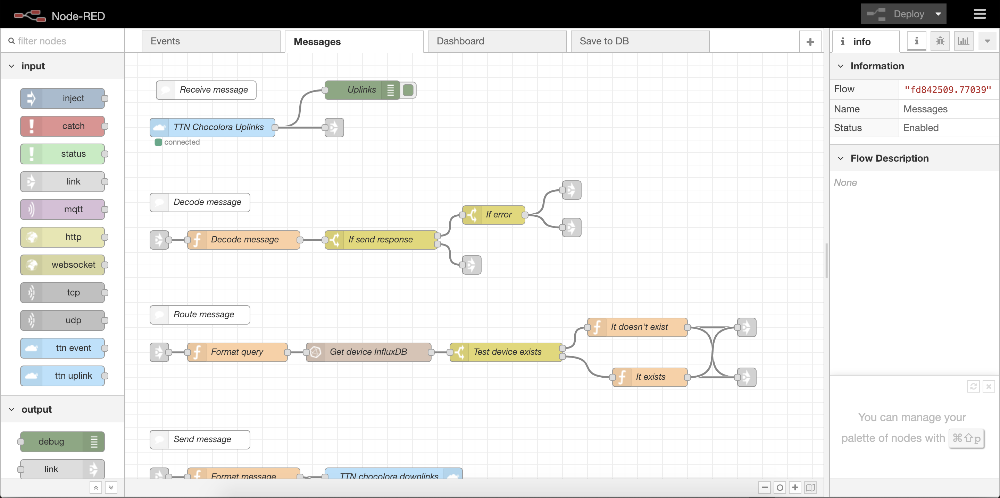 Node-RED
Deploy
filter nodes
Events
Messages
Dashboard
Save to DB
info
input
inject
catch
status
link
mqtt
http
websocket
tcp
udp
ttn event
ttn uplink
output
debug
link
Receive message
Uplinks
TTN Chocolora Uplinks
connected
Decode message
If error
Decode message
If send response
Route message
It doesn't exist
Format query
Get device InfluxDB
Test device exists
It exists
Send message
Format message
TTN chocolora downlinks
Information
Flow "fd842509.77039"
Name Messages
Status Enabled
Flow Description
None
You can manage your
palette of nodes with ⌘⇧p